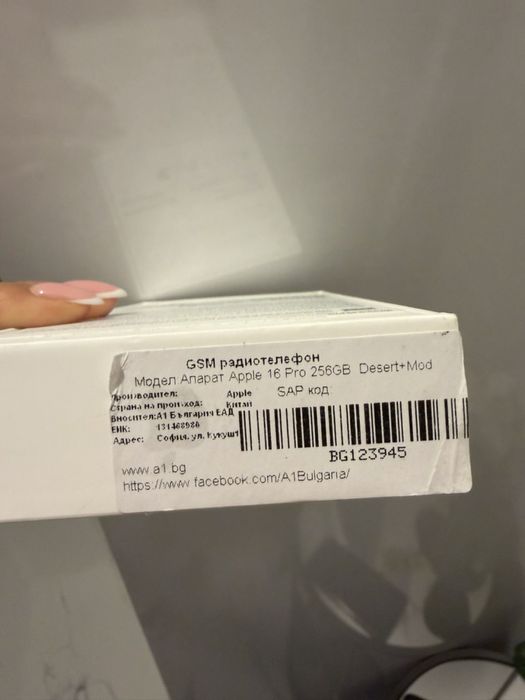 GSM радиотелефон
Модел:Апарат Apple 16 Pro 256GB Desert+Mod
Производител: Apple
SAP код:
Страна на произход: Китай
Вносител:А1 България ЕАД
ЕИК: 131468980
Адрес: София, ул. Кукуш1
BG123945
www.a1.bg
https://www.facebook.com/A1Bulgaria/